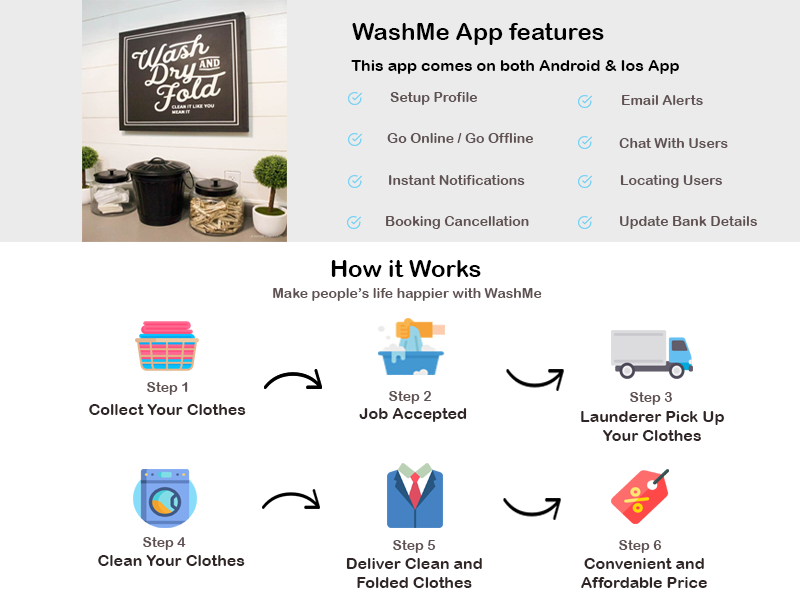 Wash
Dry AND
Fold
CLEAN IT LIKE YOU
MEAN IT
WashMe App features
This app comes on both Android & Ios App
Setup Profile
Email Alerts
Go Online / Go Offline
Chat With Users
Instant Notifications
Locating Users
Booking Cancellation
Update Bank Details
How it Works
Make people's life happier with WashMe
Step 1
Collect Your Clothes
Step 2
Job Accepted
Step 3
Launderer Pick Up
Your Clothes
Step 4
Clean Your Clothes
Step 5
Deliver Clean and
Folded Clothes
Step 6
Convenient and
Affordable Price